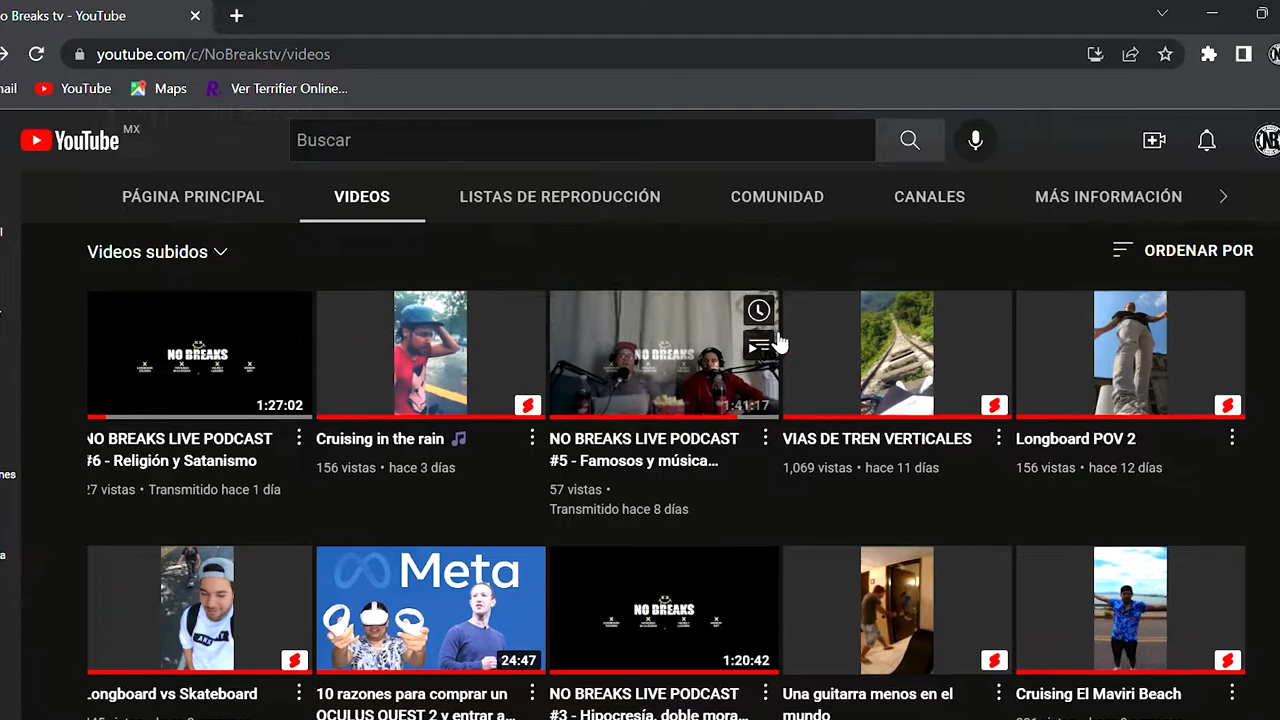 o Breaks tv - YouTube
youtube.com/c/NoBreakstv/videos
ail YouTube Maps Ver Terrifier Online...
YouTube MX
Buscar
PÁGINA PRINCIPAL VIDEOS LISTAS DE REPRODUCCIÓN COMUNIDAD CANALES MÁS INFORMACIÓN
Videos subidos
ORDENAR POR
NO BREAKS
1:27:02
NO BREAKS LIVE PODCAST
#6 - Religión y Satanismo
27 vistas • Transmitido hace 1 día
Cruising in the rain 🎵
156 vistas • hace 3 días
NO BREAKS
1:41:17
NO BREAKS LIVE PODCAST
#5 - Famosos y música...
57 vistas •
Transmitido hace 8 días
VIAS DE TREN VERTICALES
1,069 vistas • hace 11 días
Longboard POV 2
156 vistas • hace 12 días
Longboard vs Skateboard
Meta
24:47
10 razones para comprar un
OCULUS QUEST 2 y entrar a...
NO BREAKS
1:20:42
NO BREAKS LIVE PODCAST
#3 - Hipocresía, doble mora...
Una guitarra menos en el
mundo
Cruising El Maviri Beach